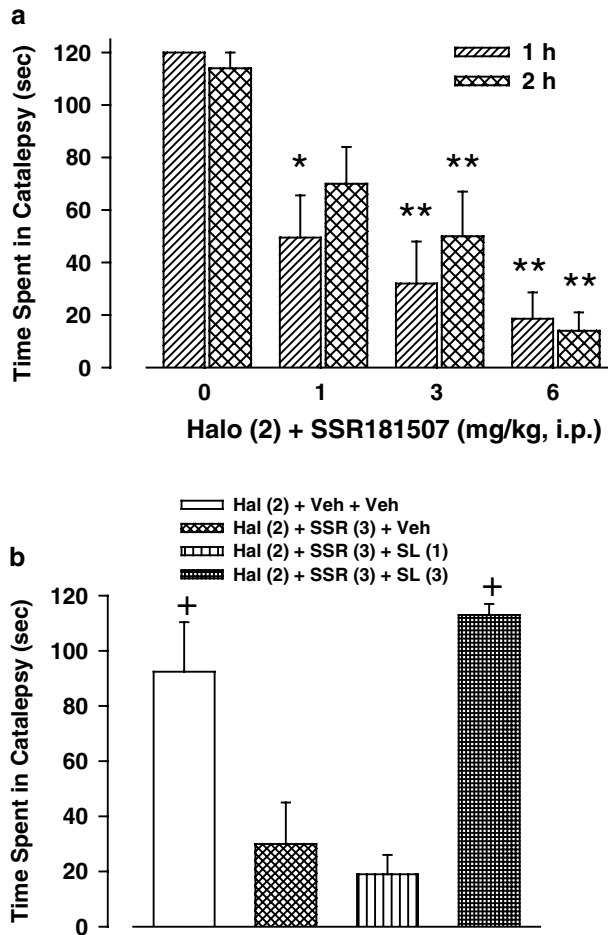 a
Time Spent in Catalepsy (sec)
120
100
80
60
40
20
0
1 h
2 h
*
**
**
**
**
0 1 3 6
Halo (2) + SSR181507 (mg/kg, i.p.)
Hal (2) + Veh + Veh
Hal (2) + SSR (3) + Veh
Hal (2) + SSR (3) + SL (1)
Hal (2) + SSR (3) + SL (3)
b
Time Spent in Catalepsy (sec)
120
100
80
60
40
20
0
+
+